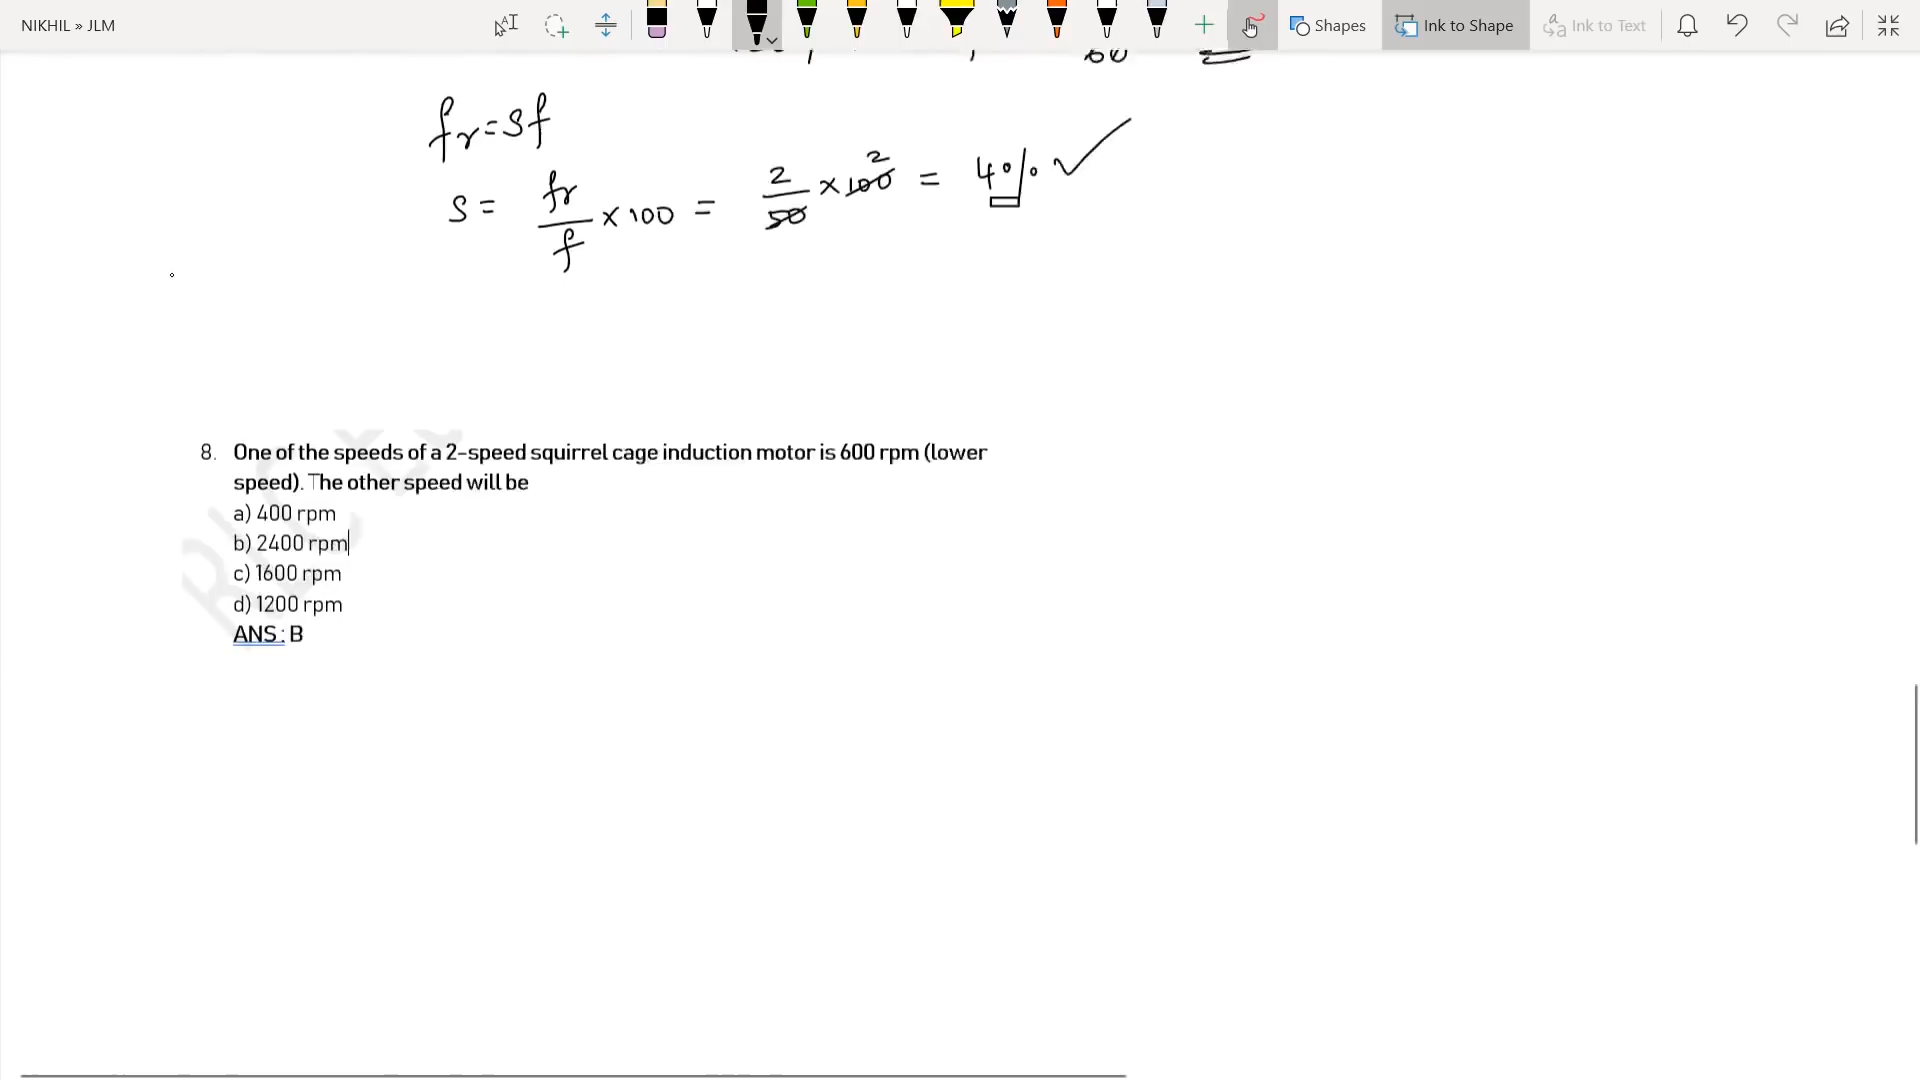 NIKHIL » JLM
Shapes
Ink to Shape
Ink to Text
60
fr = sf
s = fr/f × 100 = 2/50 × 100 2 = 4% ✓
8. One of the speeds of a 2-speed squirrel cage induction motor is 600 rpm (lower
speed). The other speed will be
a) 400 rpm
b) 2400 rpm
c) 1600 rpm
d) 1200 rpm
ANS : B